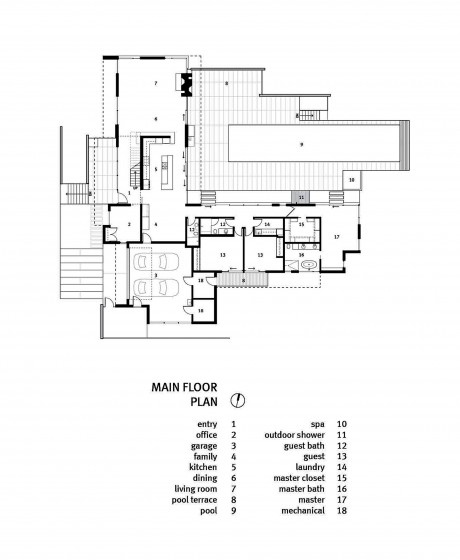 7
8
6
8
9
5
10
1
11
2
4
12
12
14
15
17
13
13
16
3
18
8
18
MAIN FLOOR
PLAN
entry 1
office 2
garage 3
family 4
kitchen 5
dining 6
living room 7
pool terrace 8
pool 9
spa 10
outdoor shower 11
guest bath 12
guest 13
laundry 14
master closet 15
master bath 16
master 17
mechanical 18